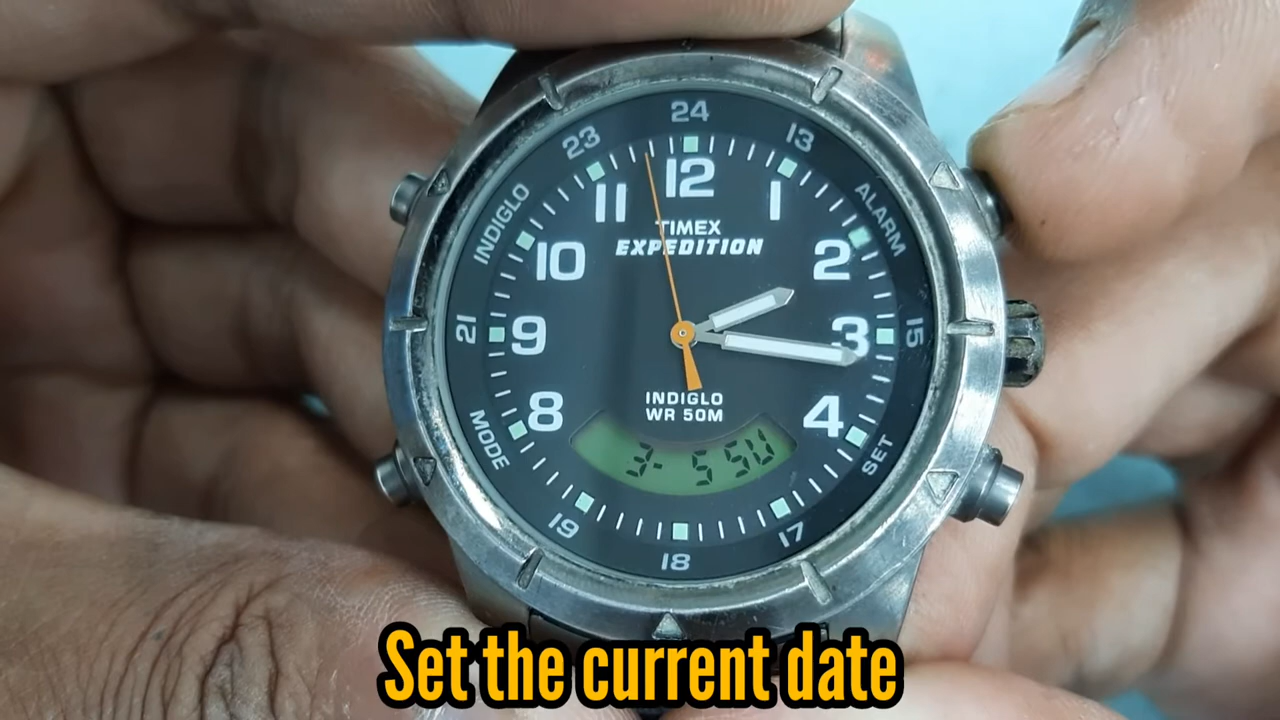 24
23
13
12
11
1
INDIGLO
ALARM
TIMEX
EXPEDITION
10
2
21
9
3
15
INDIGLO
WR 50M
8
4
MODE
SET
3- 5 SU
19
17
18
Set the current date